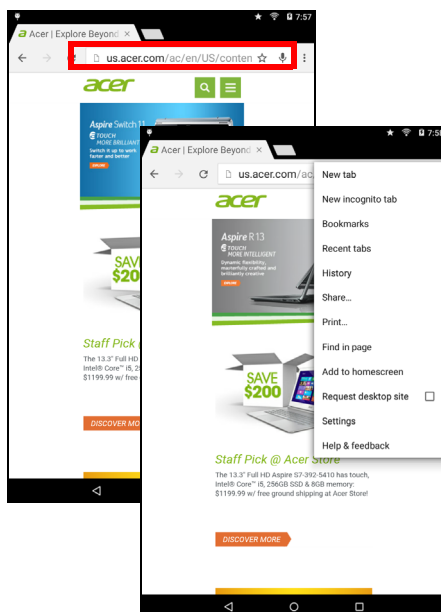 7:57
Acer | Explore Beyond
us.acer.com/ac/en/US/conten
acer
Aspire Switch 11
TOUCH
MORE BRILLIANT
Switch it up to work
faster and better
SAV
$20
Staff Pick
The 13.3" Full HD
Intel® Core™ i5, 25
$1199.99 w/ free
DISCOVER MO
7:58
Acer | Explore Beyond
us.acer.com/ac
acer
Aspire R 13
TOUCH
MORE INTELLIGENT
Dynamic flexibility,
masterfully crafted and
brilliantly creative
SAVE
$200
Staff Pick @ Acer Store
The 13.3" Full HD Aspire S7-392-5410 has touch,
Intel® Core™ i5, 256GB SSD & 8GB memory:
$1199.99 w/ free ground shipping at Acer Store!
DISCOVER MORE
New tab
New incognito tab
Bookmarks
Recent tabs
History
Share...
Print...
Find in page
Add to homescreen
Request desktop site
Settings
Help & feedback